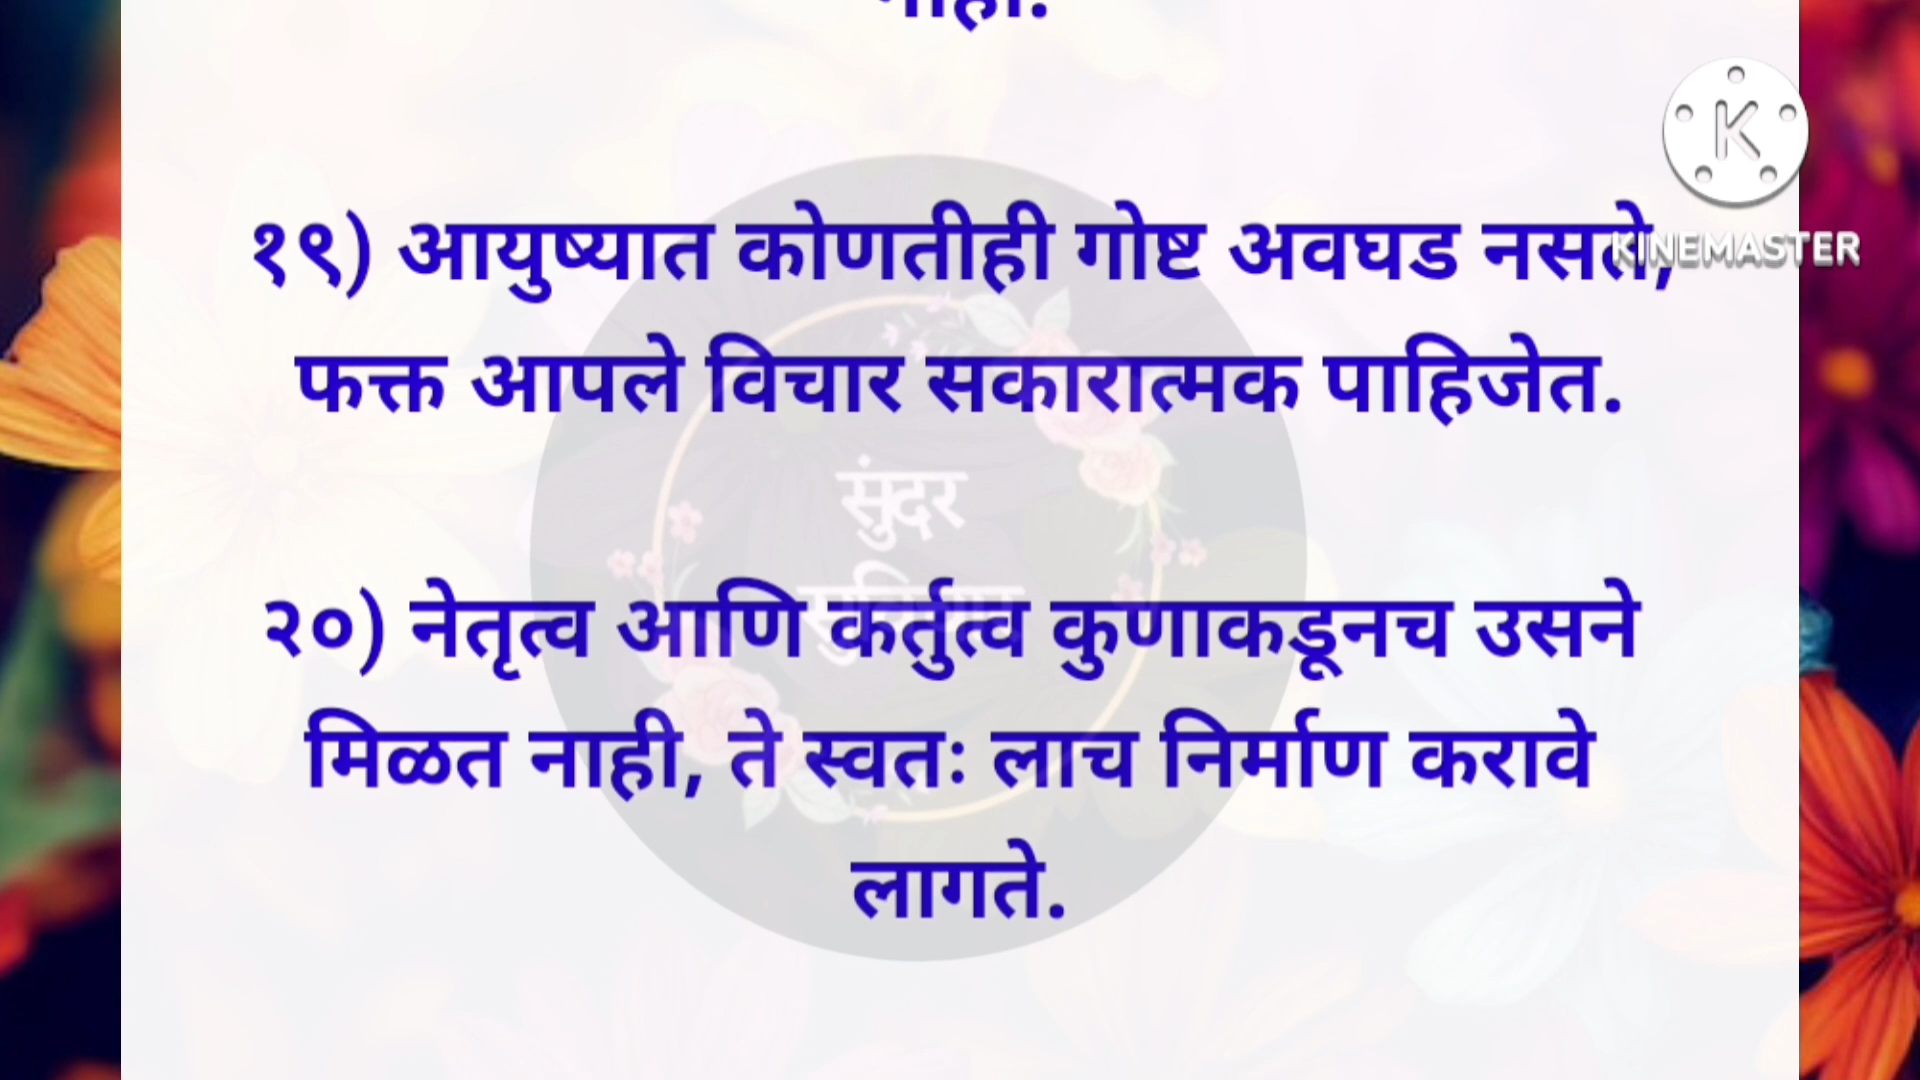 नाही.
१९) आयुष्यात कोणतीही गोष्ट अवघड नसते,
फक्त आपले विचार सकारात्मक पाहिजेत.
२०) नेतृत्व आणि कर्तुत्व कुणाकडूनच उसने
मिळत नाही, ते स्वतः लाच निर्माण करावे
लागते.
सुंदर
सुविचार
K
KINEMASTER